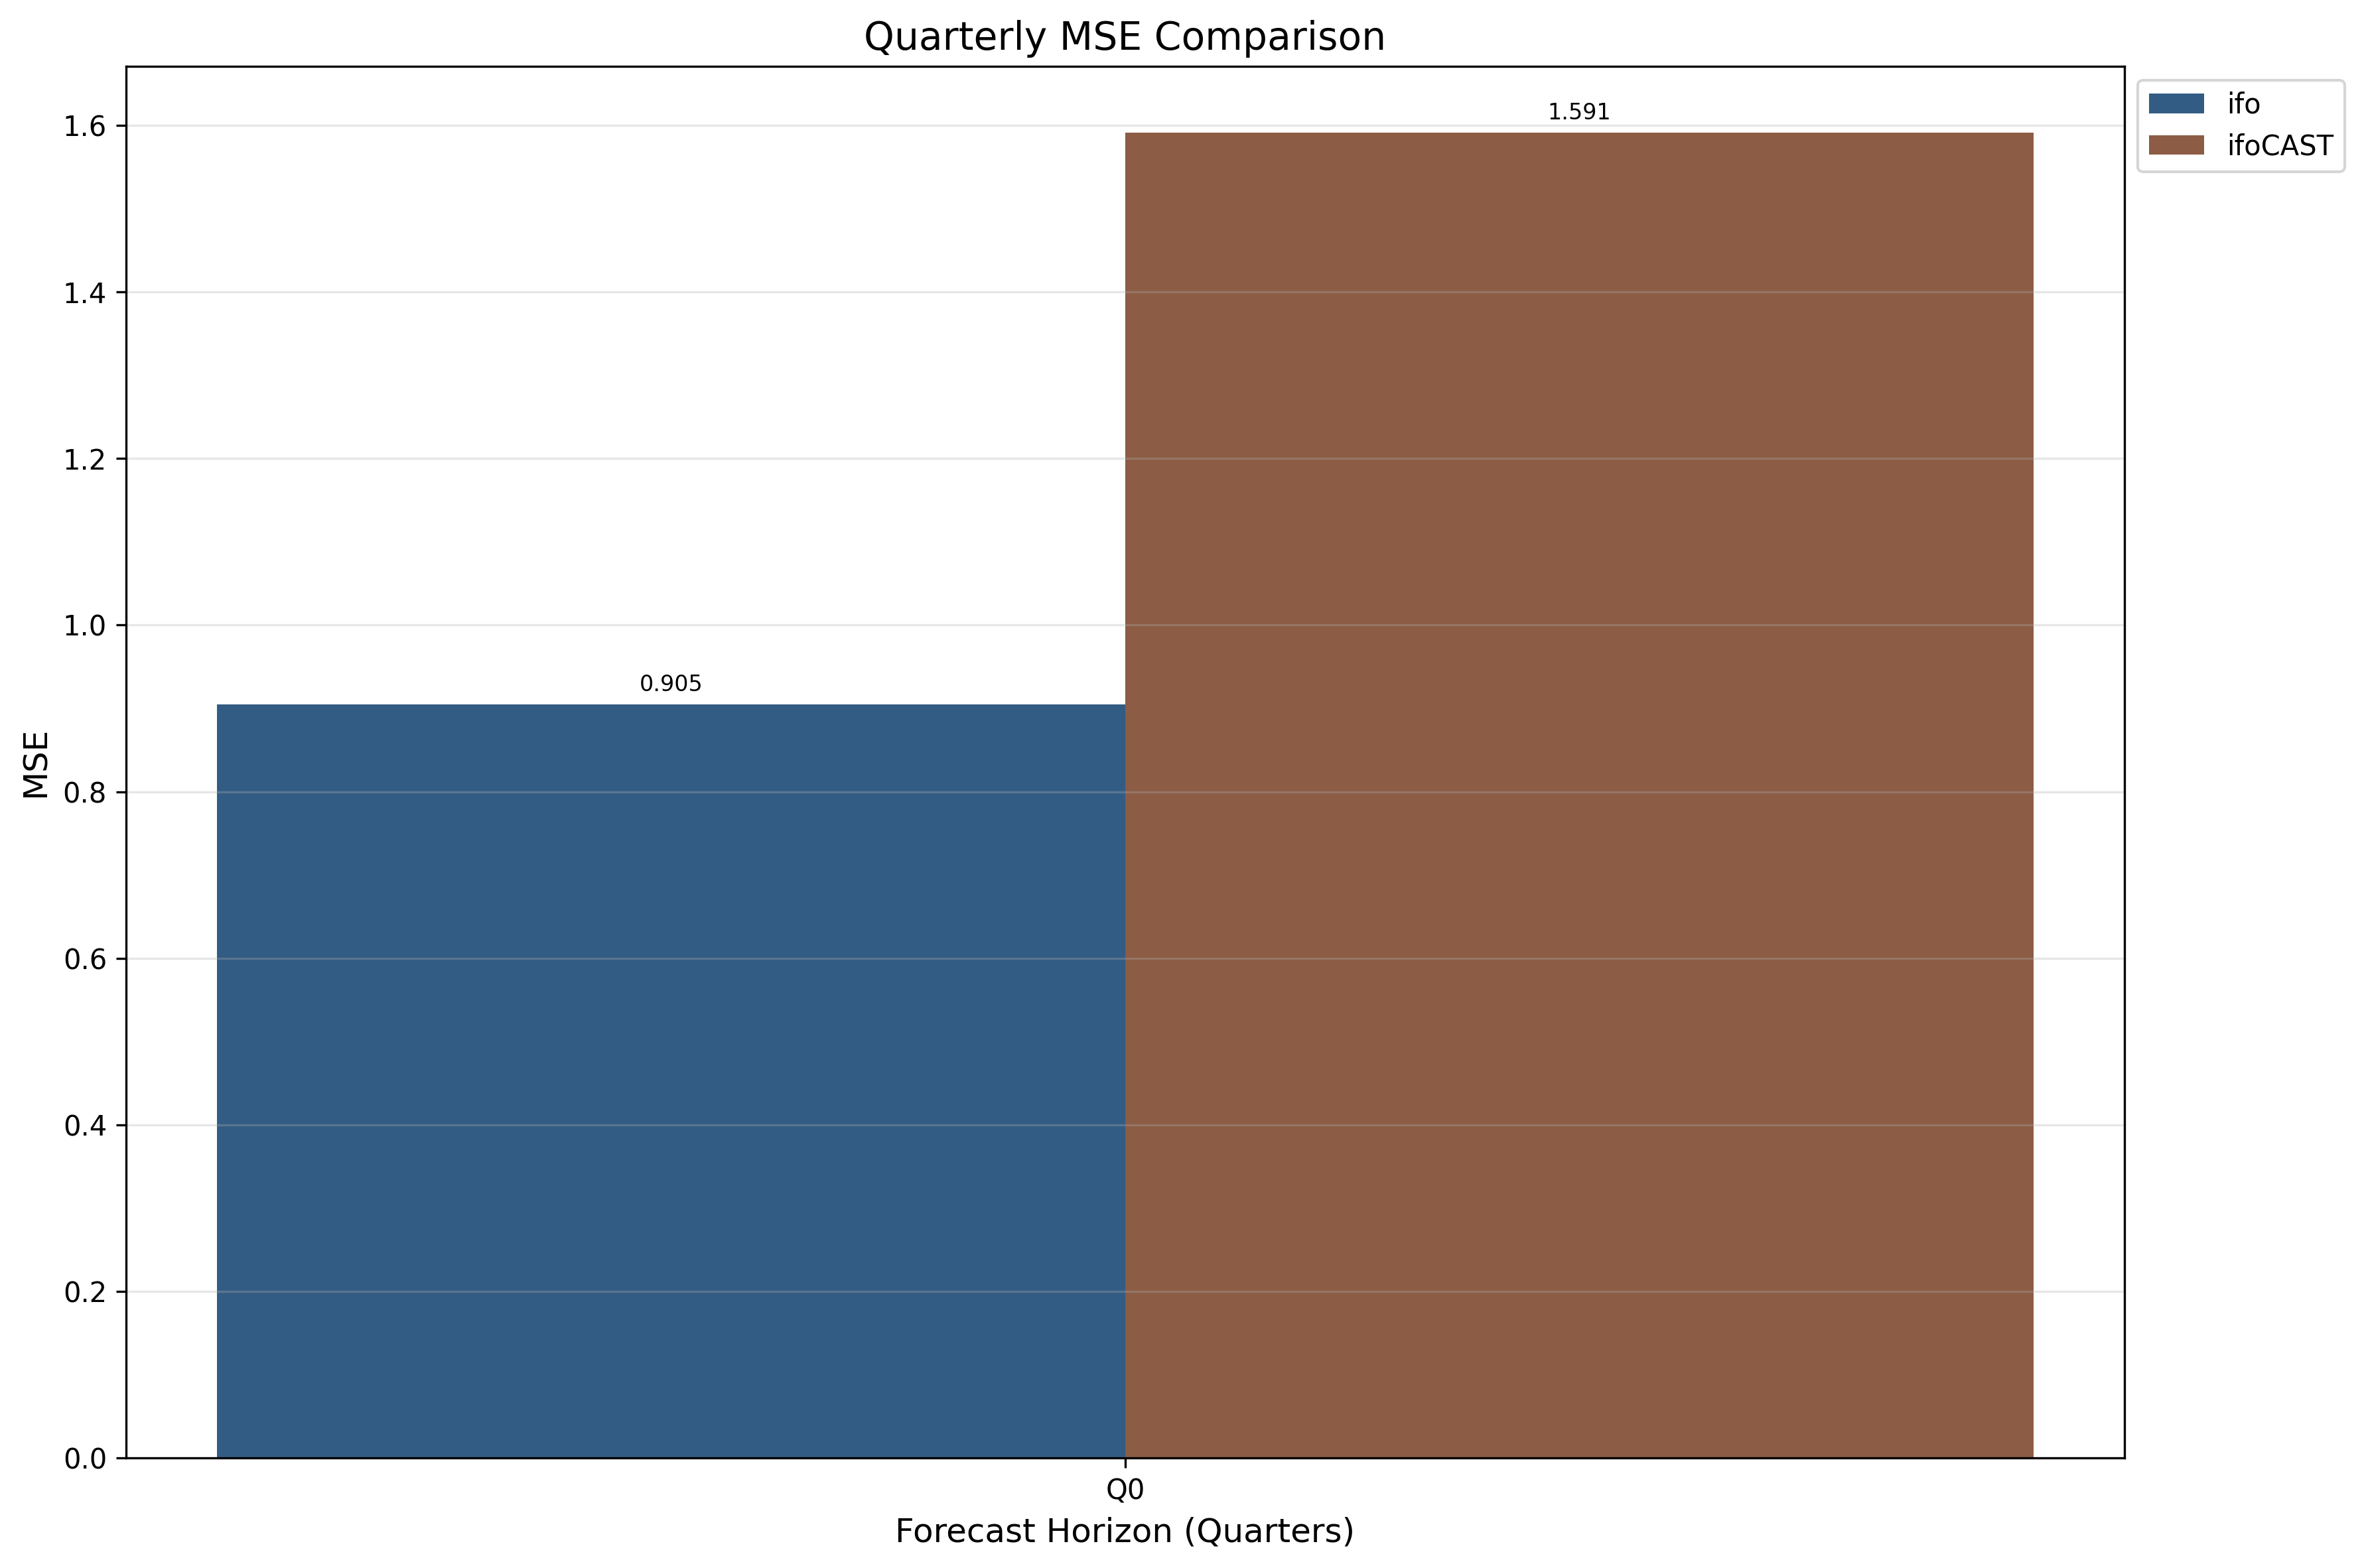 Quarterly MSE Comparison
ifo
ifoCAST
1.591
0.905
MSE
1.6
1.4
1.2
1.0
0.8
0.6
0.4
0.2
0.0
Q0
Forecast Horizon (Quarters)